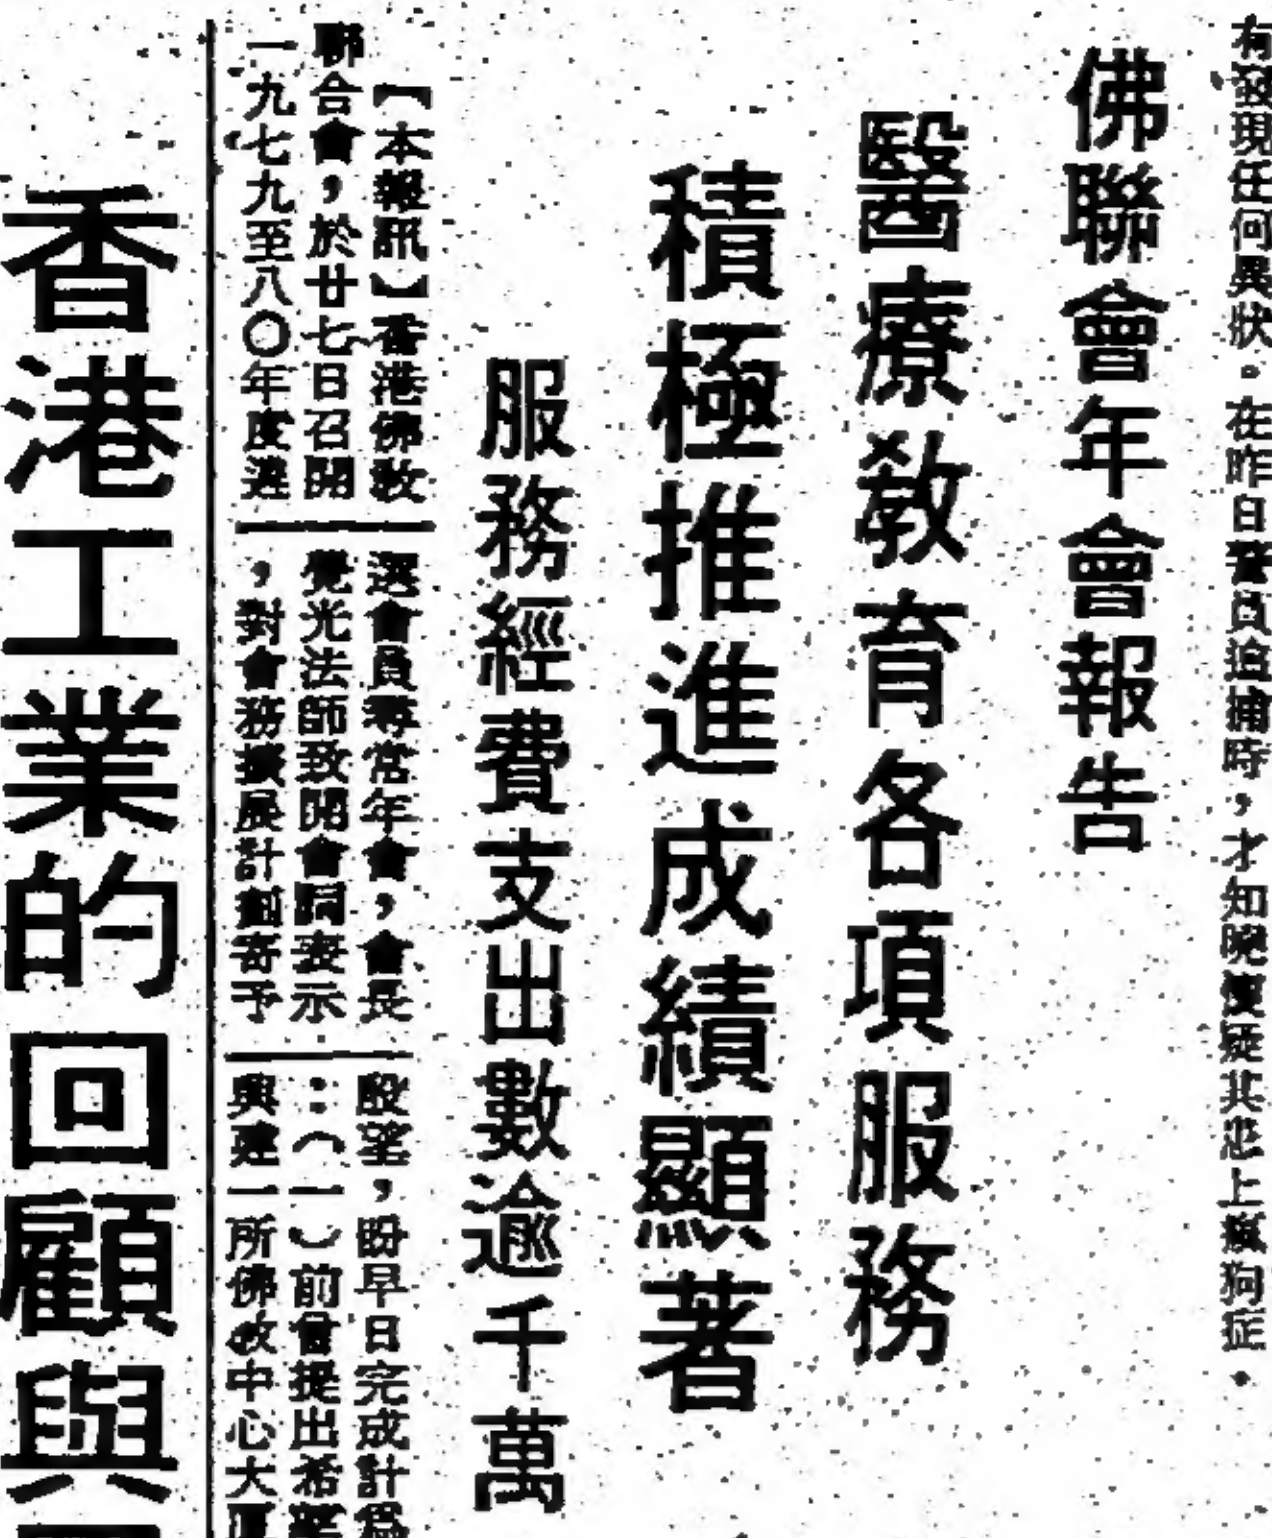 有發現任何異狀。在昨日警員追捕時，才知曉懷疑其患上瘋狗症。
佛聯會年會報告
醫療教育各項服務
積極推進成績顯著
服務經費支出數逾千萬
【本報訊】香港佛教
聯合會，於廿七日召開
一九七九至八〇年度選
選會員尋常年會，會長
覺光法師致開會詞表示
，對會務擴展計劃寄予
殷望，盼早日完成計爲
：（一）前曾提出希望
興建一所佛教中心大厦
香港工業的回顧與